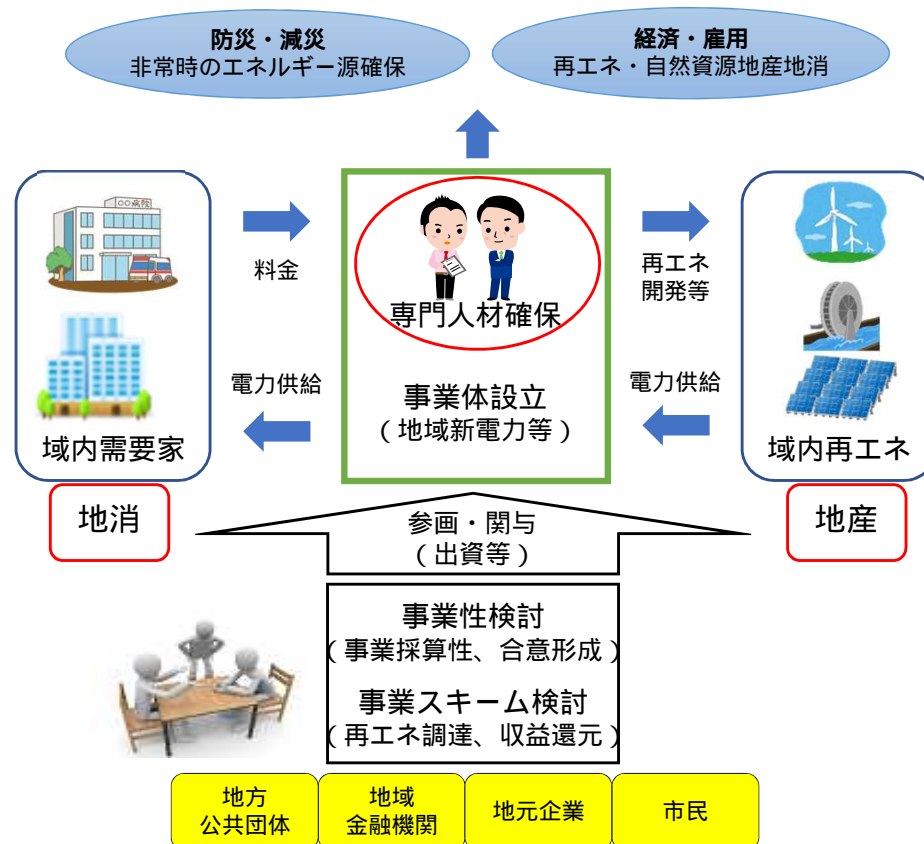 防災・減災
非常時のエネルギー源確保
経済・雇用
再エネ・自然資源地産地消
〇〇病院
域内需要家
料金
電力供給
専門人材確保
事業体設立
（地域新電力等）
再エネ
開発等
電力供給
域内再エネ
地消
地産
参画・関与
（出資等）
事業性検討
（事業採算性、合意形成）
事業スキーム検討
（再エネ調達、収益還元）
地方
公共団体
地域
金融機関
地元企業
市民